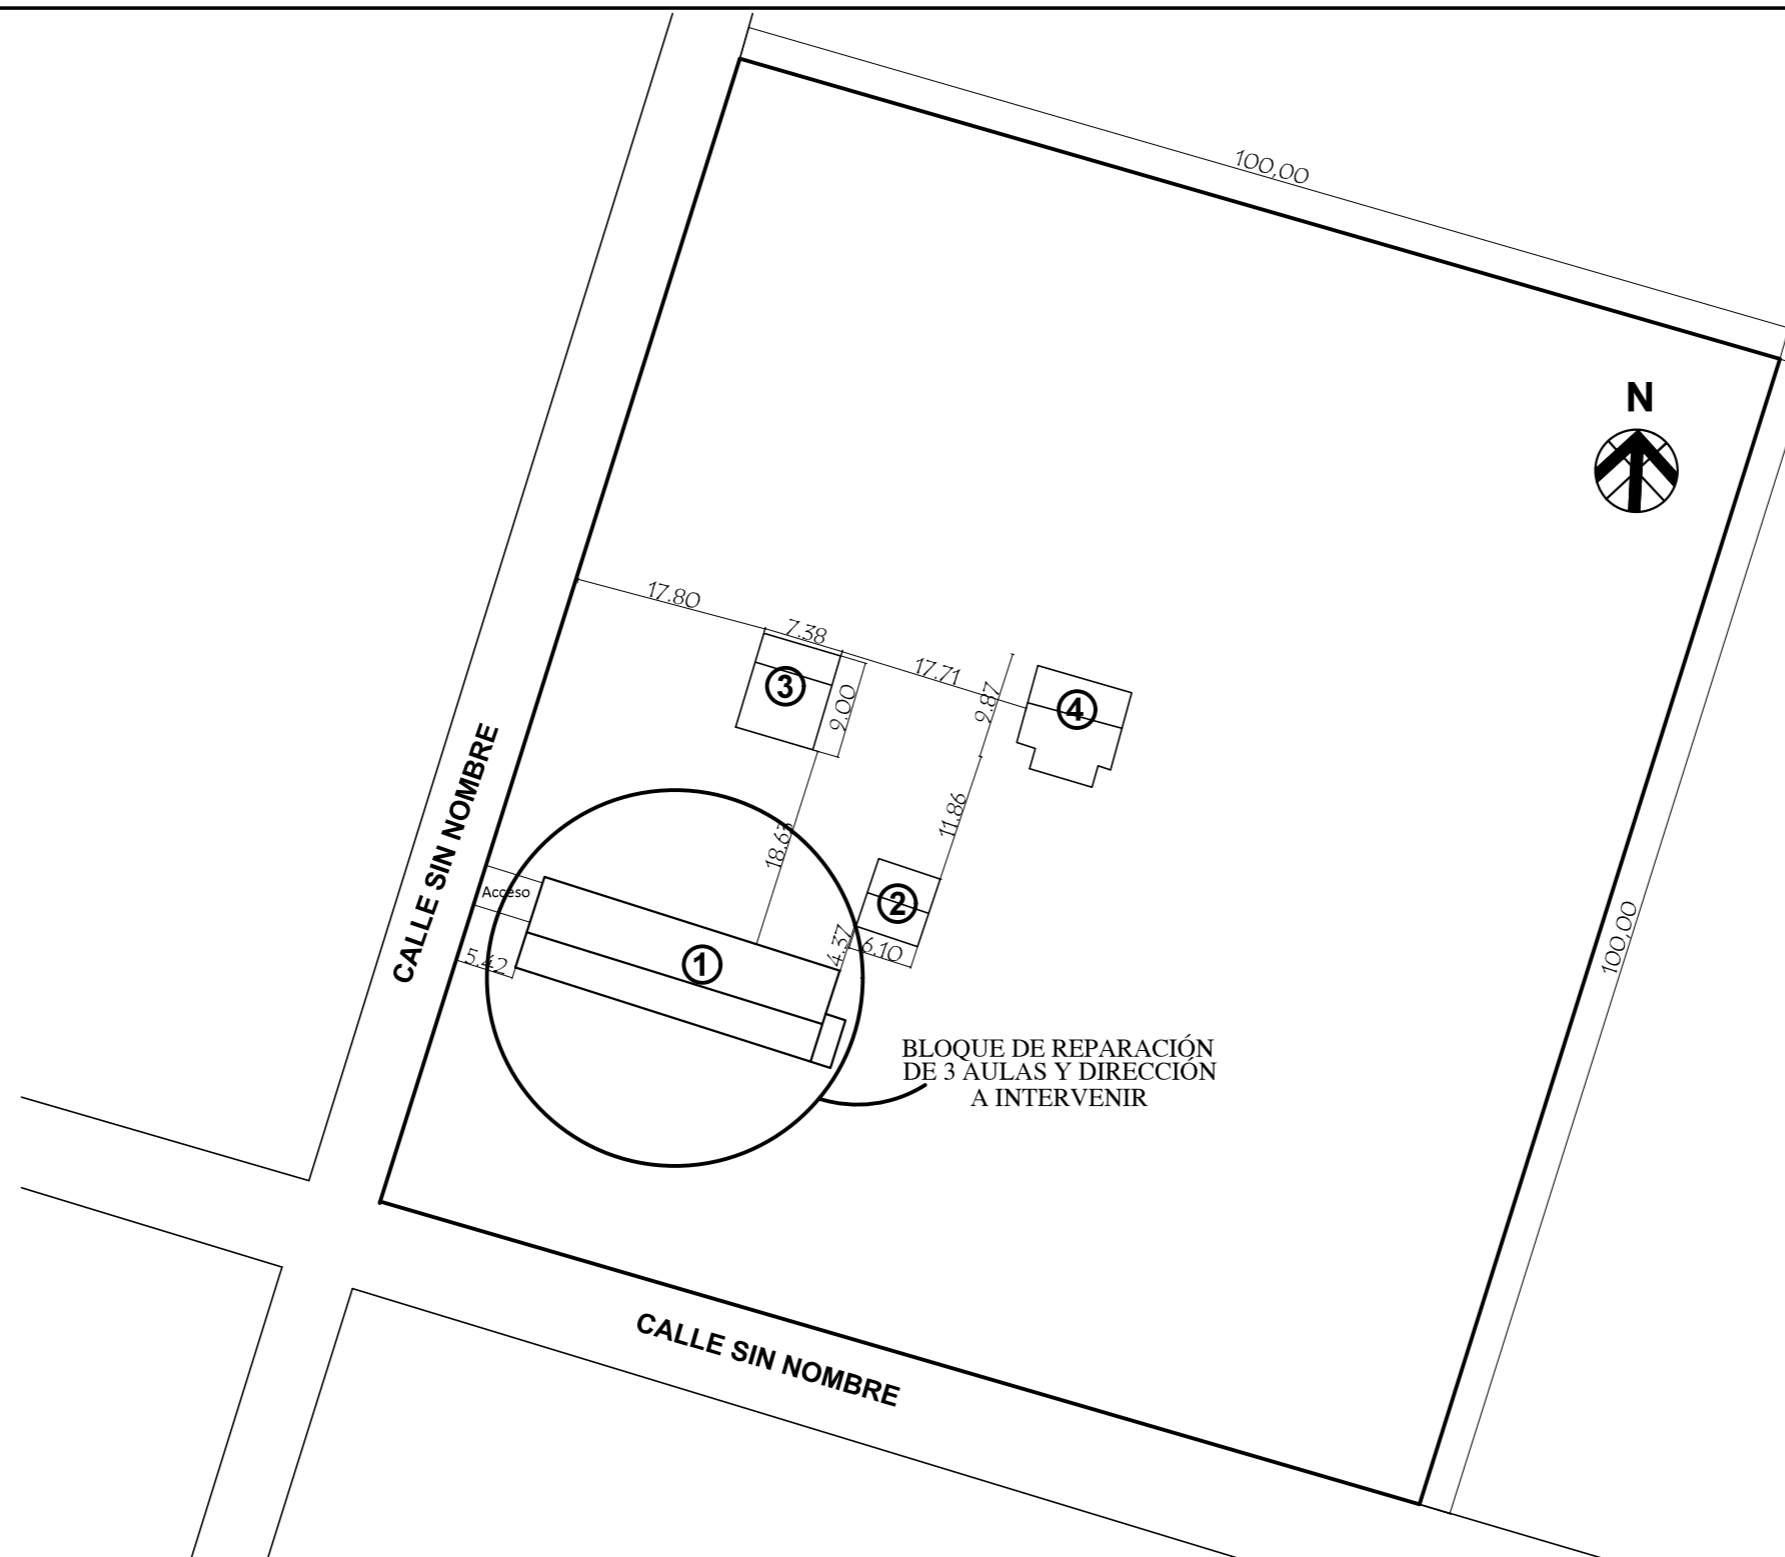 100,00
N
17.80
7.38
17.71
9.87
3
9.00
4
CALLE SIN NOMBRE
11.86
18.63
Acceso
2
4.37
6.10
5.42
1
100,00
BLOQUE DE REPARACIÓN
DE 3 AULAS Y DIRECCIÓN
A INTERVENIR
CALLE SIN NOMBRE